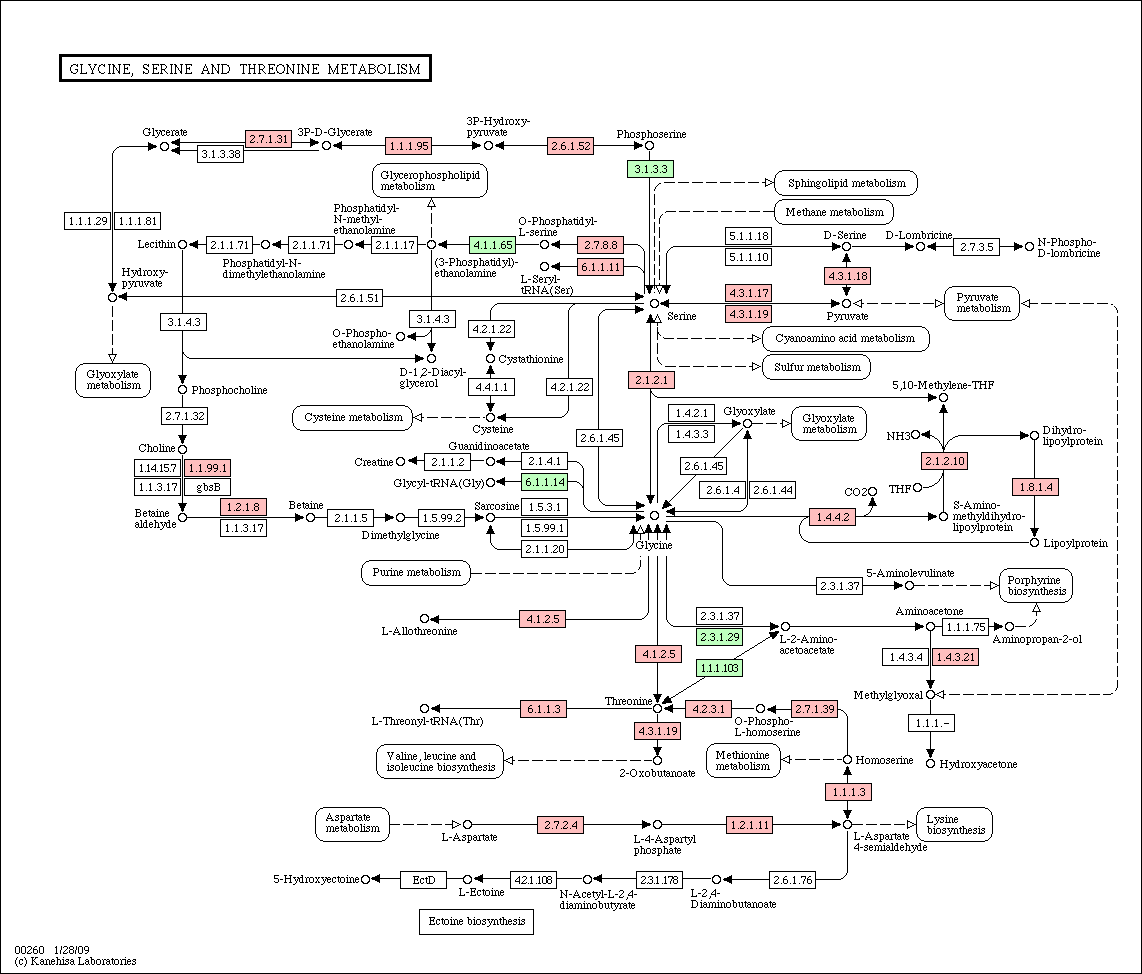 GLYCINE, SERINE AND THREONINE METABOLISM
Glycerate
2.7.1.31
3P-D-Glycerate
1.1.1.95
3P-Hydroxy-
pyruvate
2.6.1.52
Phosphoserine
3.1.3.38
3.1.3.3
Glycerophospholipid
metabolism
Sphingolipid metabolism
Methane metabolism
1.1.1.29
1.1.1.81
Phosphatidyl-
N-methyl-
ethanolamine
O-Phosphatidyl-
L-serine
Lecithin
2.1.1.71
2.1.1.71
2.1.1.17
4.1.1.65
2.7.8.8
5.1.1.18
5.1.1.10
D-Serine
D-Lombricine
2.7.3.5
N-Phospho-
D-lombricine
Phosphatidyl-N-
dimethylethanolamine
(3-Phosphatidyl)-
ethanolamine
6.1.1.11
L-Seryl-
tRNA(Ser)
4.3.1.18
Hydroxy-
pyruvate
2.6.1.51
4.3.1.17
4.3.1.19
Serine
Pyruvate
Pyruvate
metabolism
3.1.4.3
3.1.4.3
O-Phospho-
ethanolamine
4.2.1.22
Cyanoamino acid metabolism
D-1,2-Diacyl-
glycerol
Cystathionine
Sulfur metabolism
Glyoxylate
metabolism
Phosphocholine
4.4.1.1
4.2.1.22
2.1.2.1
5,10-Methylene-THF
2.7.1.32
Cysteine metabolism
Cysteine
1.4.2.1
1.4.3.3
Glyoxylate
Glyoxylate
metabolism
2.6.1.45
NH3
Dihydro-
lipoylprotein
Choline
Guanidinoacetate
Creatine
2.1.1.2
2.1.4.1
2.6.1.45
2.1.2.10
1.14.15.7
1.1.99.1
1.1.3.17
gbsB
Glycyl-tRNA(Gly)
6.1.1.14
2.6.1.4
2.6.1.44
CO2
THF
1.8.1.4
Betaine
aldehyde
1.2.1.8
1.1.3.17
Betaine
2.1.1.5
Dimethylglycine
1.5.99.2
Sarcosine
1.5.3.1
1.5.99.1
2.1.1.20
Glycine
1.4.4.2
S-Amino-
methyldihydro-
lipoylprotein
Lipoylprotein
Purine metabolism
2.3.1.37
5-Aminolevulinate
Porphyrine
biosynthesis
L-Allothreonine
4.1.2.5
2.3.1.37
2.3.1.29
L-2-Amino-
acetoacetate
Aminoacetone
1.1.1.75
Aminopropan-2-ol
4.1.2.5
1.1.1.103
1.4.3.4
1.4.3.21
Methylglyoxal
L-Threonyl-tRNA(Thr)
6.1.1.3
Threonine
4.2.3.1
O-Phospho-
L-homoserine
2.7.1.39
1.1.1.-
4.3.1.19
Valine, leucine and
isoleucine biosynthesis
2-Oxobutanoate
Methionine
metabolism
Homoserine
Hydroxyacetone
1.1.1.3
Aspartate
metabolism
L-Aspartate
2.7.2.4
L-4-Aspartyl
phosphate
1.2.1.11
L-Aspartate
4-semialdehyde
Lysine
biosynthesis
5-Hydroxyectoine
EctD
L-Ectoine
4.2.1.108
N-Acetyl-L-2,4-
diaminobutyrate
2.3.1.178
L-2,4-
Diaminobutanoate
2.6.1.76
Ectoine biosynthesis
00260 1/28/09
(c) Kanehisa Laboratories